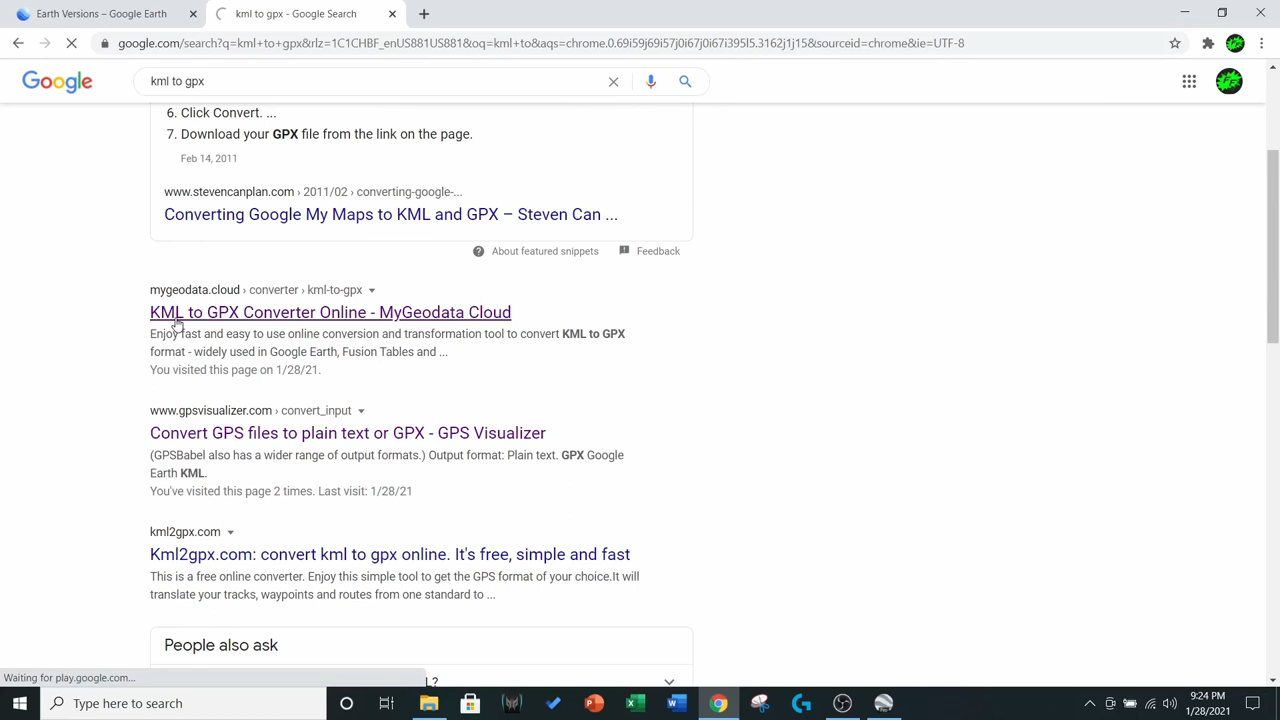 Earth Versions – Google Earth
kml to gpx - Google Search
google.com/search?q=kml+to+gpx&rlz=1C1CHBF_enUS881US881&oq=kml+to&aqs=chrome.0.69i59j69i57j0i67j0i67i395l5.3162j1j15&sourceid=chrome&ie=UTF-8
Google
kml to gpx
6. Click Convert. ...
7. Download your GPX file from the link on the page.
Feb 14, 2011
www.stevencanplan.com › 2011/02 › converting-google-...
Converting Google My Maps to KML and GPX – Steven Can ...
About featured snippets
Feedback
mygeodata.cloud › converter › kml-to-gpx
KML to GPX Converter Online - MyGeodata Cloud
Enjoy fast and easy to use online conversion and transformation tool to convert KML to GPX
format - widely used in Google Earth, Fusion Tables and ...
You visited this page on 1/28/21.
www.gpsvisualizer.com › convert_input
Convert GPS files to plain text or GPX - GPS Visualizer
(GPSBabel also has a wider range of output formats.) Output format: Plain text. GPX Google
Earth KML.
You've visited this page 2 times. Last visit: 1/28/21
kml2gpx.com
Kml2gpx.com: convert kml to gpx online. It's free, simple and fast
This is a free online converter. Enjoy this simple tool to get the GPS format of your choice.It will
translate your tracks, waypoints and routes from one standard to ...
People also ask
Waiting for play.google.com...
L?
Type here to search
9:24 PM
1/28/2021